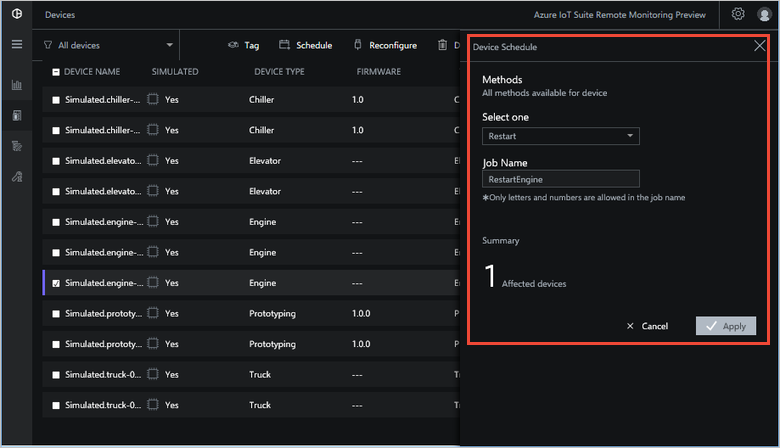 Devices
Azure IoT Suite Remote Monitoring Preview
All devices
Tag
Schedule
Reconfigure
D
DEVICE NAME SIMULATED DEVICE TYPE FIRMWARE
Simulated.chiller-... Yes Chiller 1.0 C
Simulated.chiller-... Yes Chiller 1.0 C
Simulated.elevato... Yes Elevator --- El
Simulated.elevato... Yes Elevator --- El
Simulated.engine-... Yes Engine --- E
Simulated.engine-... Yes Engine --- E
Simulated.engine-... Yes Engine --- E
Simulated.prototy... Yes Prototyping 1.0.0 P
Simulated.prototy... Yes Prototyping 1.0.0 P
Simulated.truck-0... Yes Truck --- T
Simulated.truck-0... Yes Truck --- T
Device Schedule
Methods
All methods available for device
Select one
Restart
Job Name
RestartEngine
✱Only letters and numbers are allowed in the job name
Summary
1 Affected devices
Cancel
Apply